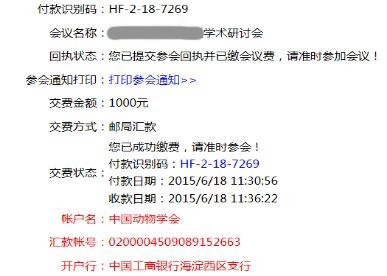 付款识别码：HF-2-18-7269
会议名称：学术研讨会
回执状态：您已提交参会回执并已缴会议费，请准时参加会议！
参会通知打印：打印参会通知>>
交费金额：1000元
交费方式：邮局汇款
您已成功缴费，请准时参会！
交费状态：付款识别码：HF-2-18-7269
付款日期：2015/6/18 11:30:56
收款日期：2015/6/18 11:36:22
帐户名：中国动物学会
汇款帐号：0200004509089152663
开户行：中国工商银行海淀西区支行